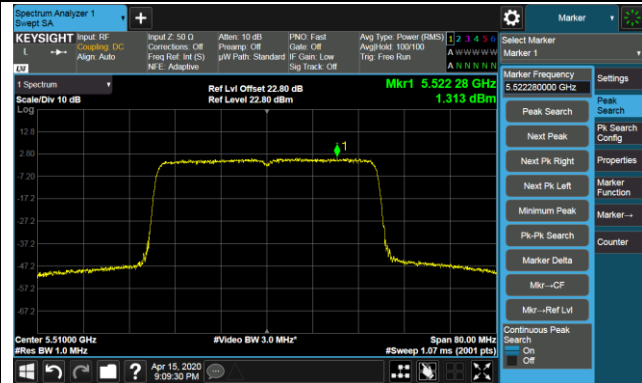 Spectrum Analyzer 1
Swept SA
Marker
KEYSIGHT
L
Input: RF
Coupling: DC
Align: Auto
Input Z: 50 Ω
Corrections: Off
Freq Ref: Int (S)
NFE: Adaptive
Atten: 10 dB
Preamp: Off
µW Path: Standard
PNO: Fast
Gate: Off
IF Gain: Low
Sig Track: Off
Avg Type: Power (RMS)
Avg|Hold: 100/100
Trig: Free Run
1 2 3 4 5 6
A W W W W W
A N N N N N
Select Marker
Marker 1
LM
1 Spectrum
Scale/Div 10 dB
Ref Lvl Offset 22.80 dB
Ref Level 22.80 dBm
Mkr1 5.522 28 GHz
1.313 dBm
Log
12.8
2.80
-7.20
-17.2
-27.2
-37.2
-47.2
-57.2
-67.2
1
Center 5.51000 GHz
#Res BW 1.0 MHz
#Video BW 3.0 MHz*
Span 80.00 MHz
#Sweep 1.07 ms (2001 pts)
Marker Frequency
5.522280000 GHz
Peak Search
Next Peak
Next Pk Right
Next Pk Left
Minimum Peak
Pk-Pk Search
Marker Delta
Mkr→CF
Mkr→Ref Lvl
Continuous Peak
Search
On
Off
Settings
Peak
Search
Pk Search
Config
Properties
Marker
Function
Marker→
Counter
?
Apr 15, 2020
9:09:30 PM